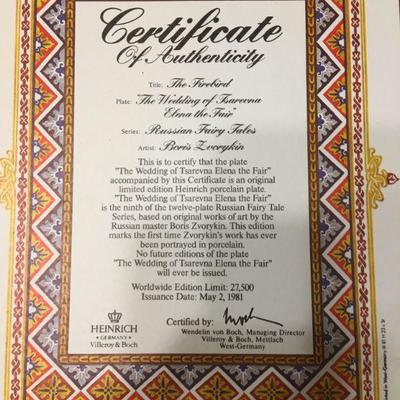 Certificate
Of Authenticity
Title: The Firebird
Plate: "The Wedding of Tsarevna
Elena the Fair"
Series: Russian Fairy Tales
Artist: Boris Zvorykin
This is to certify that the plate
"The Wedding of Tsarevna Elena the Fair"
accompanied by this Certificate is an original
limited edition Heinrich porcelain plate.
"The Wedding of Tsarevna Elena the Fair"
is the ninth of the twelve-plate Russian Fairy Tale
Series, based on original works of art by the
Russian master Boris Zvorykin. This edition
marks the first time Zvorykin's work has ever
been portrayed in porcelain.
No future editions of the plate
"The Wedding of Tsarevna Elena the Fair"
will ever be issued.
Worldwide Edition Limit: 27,500
Issuance Date: May 2, 1981
Certified by:
Wendelin von Boch, Managing Director
Villeroy & Boch, Mettlach
West-Germany
HEINRICH
GERMANY
Villeroy & Boch
Printed in West-Germany